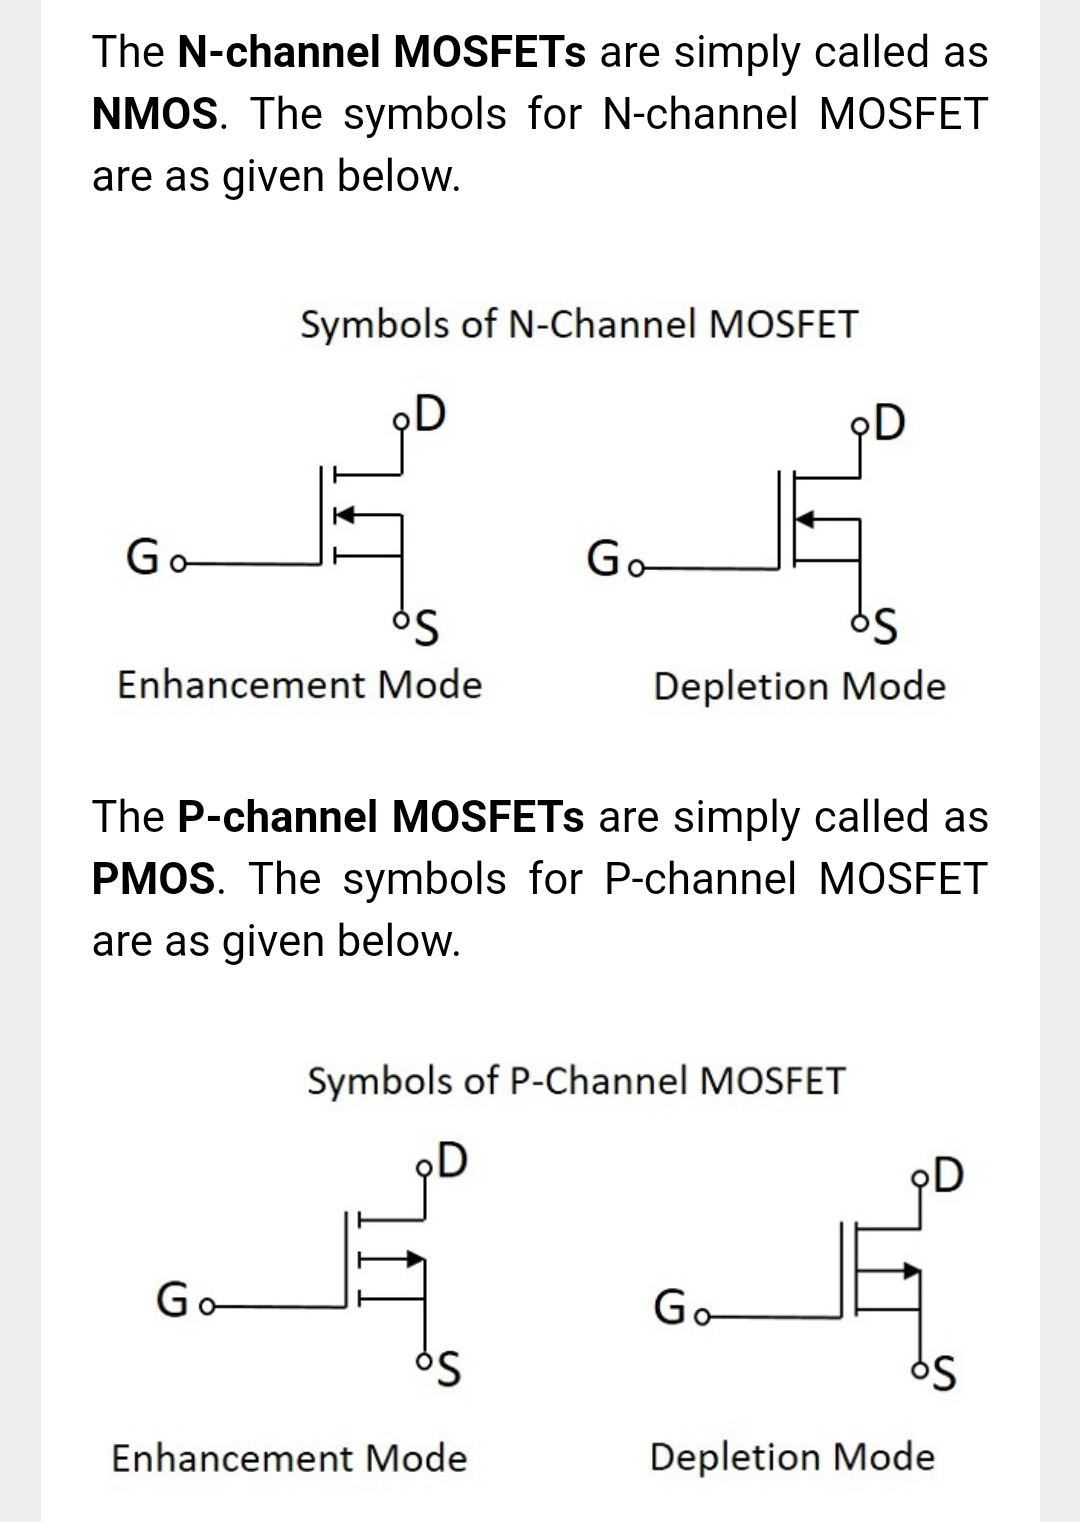 The N-channel MOSFETs are simply called as
NMOS. The symbols for N-channel MOSFET
are as given below.
Symbols of N-Channel MOSFET
D
D
G
G
S
S
Enhancement Mode
Depletion Mode
The P-channel MOSFETs are simply called as
PMOS. The symbols for P-channel MOSFET
are as given below.
Symbols of P-Channel MOSFET
D
D
G
G
S
S
Enhancement Mode
Depletion Mode